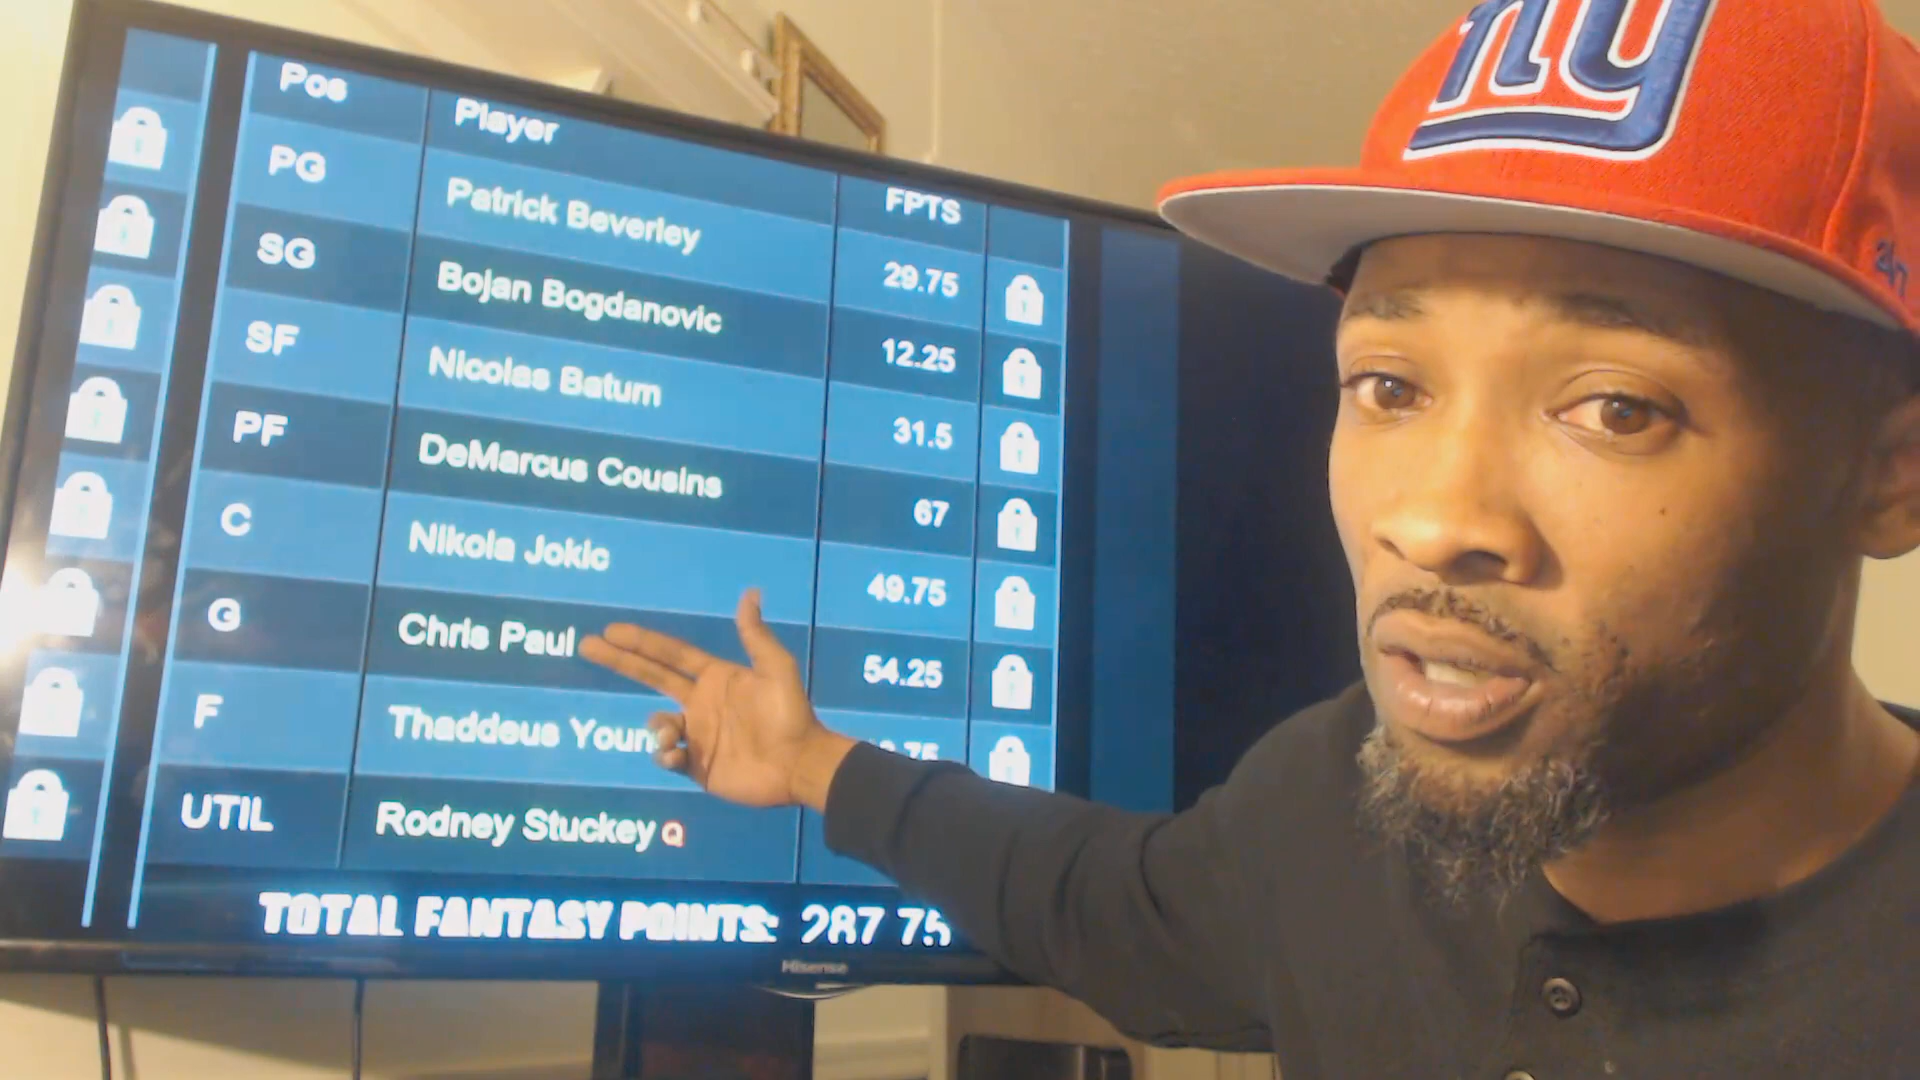 Pos Player FPTS
PG Patrick Beverley 29.75
SG Bojan Bogdanovic 12.25
SF Nicolas Batum 31.5
PF DeMarcus Cousins 67
C Nikola Jokic 49.75
G Chris Paul 54.25
F Thaddeus
UTIL Rodney Stuckey Q
TOTAL FANTASY POINTS: 287.75
Hisense
ny
47